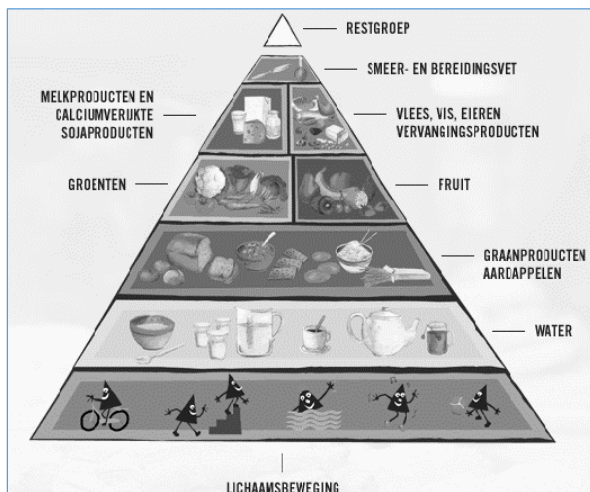 RESTGROEP
SMEER- EN BEREIDINGSVET
MELKPRODUCTEN EN
CALCIUMVERIJKTE
SOJAPRODUCTEN
VLEES, VIS, EIEREN
VERVANGINGSPRODUCTEN
GROENTEN
FRUIT
GRAANPRODUCTEN
AARDAPPELEN
WATER
LICHAAMSBEWEGING